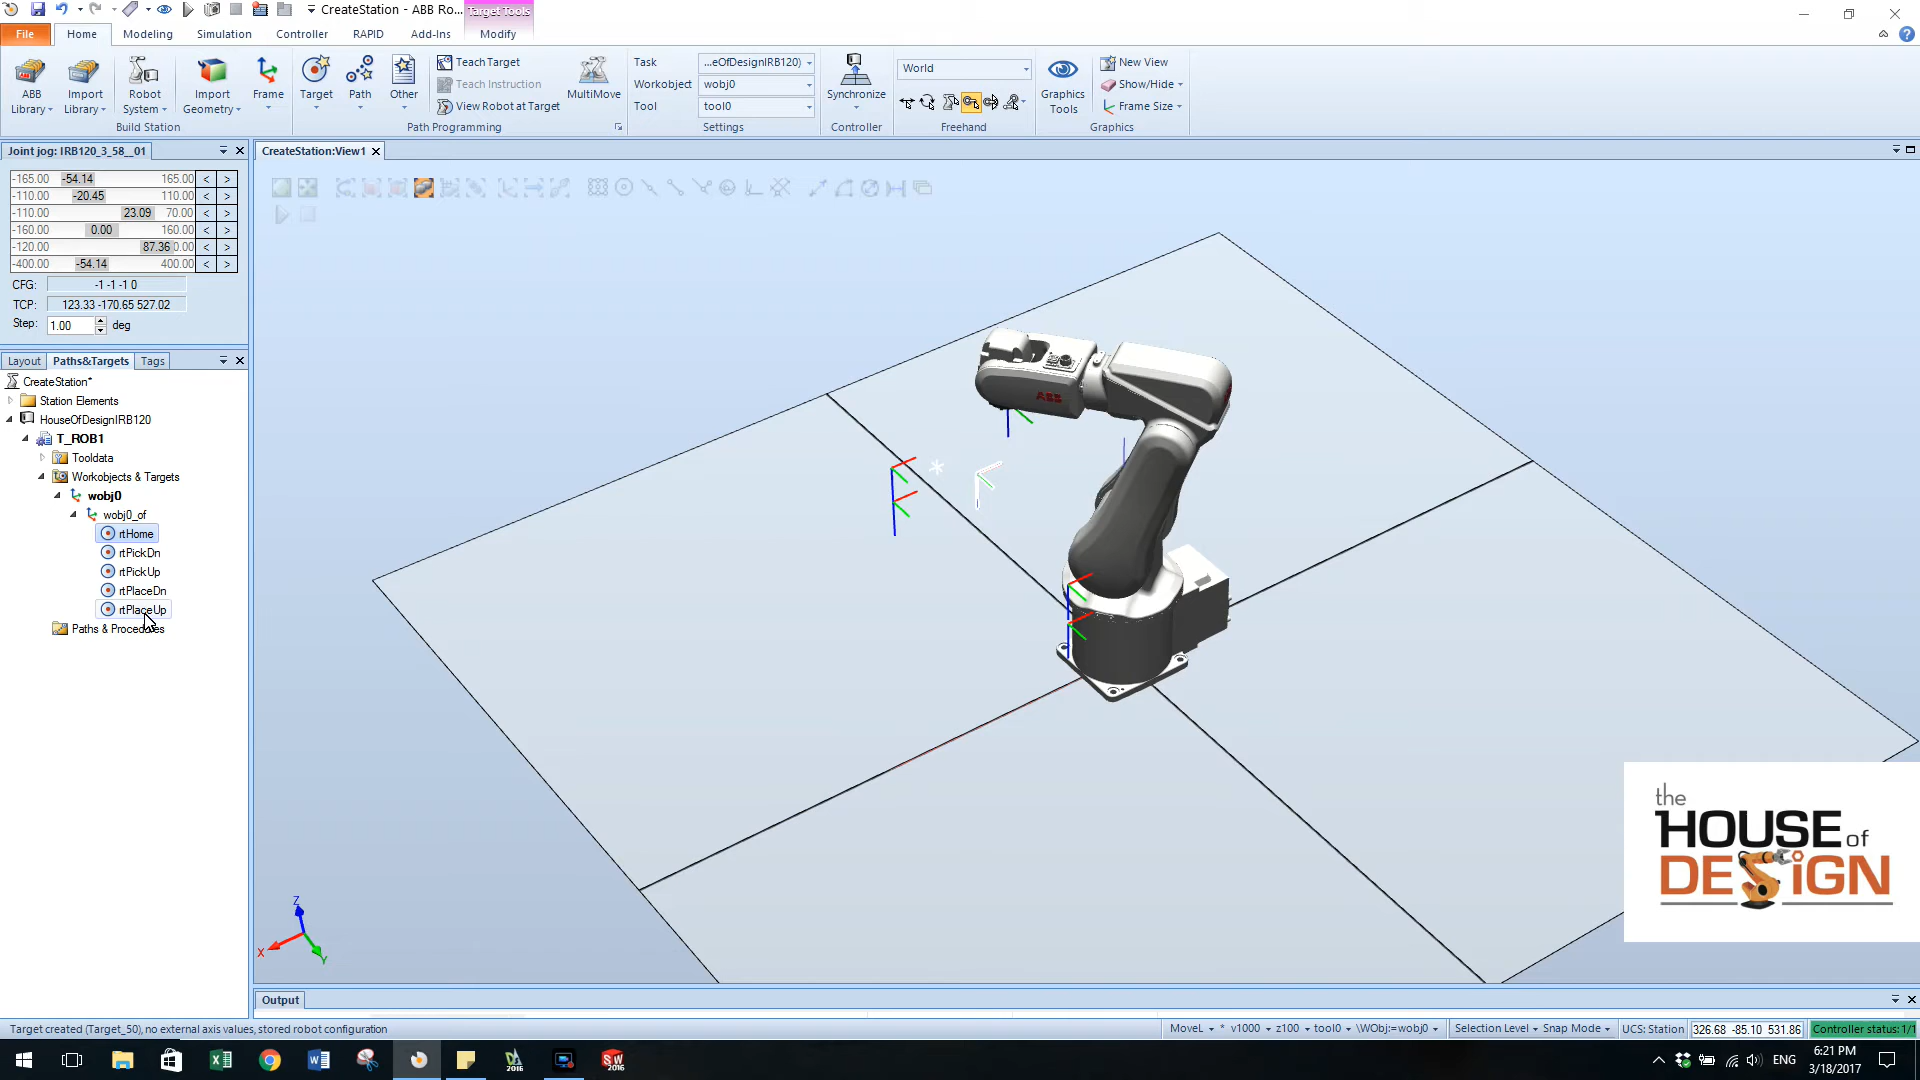 CreateStation - ABB Ro...
Target Tools
File
Home
Modeling
Simulation
Controller
RAPID
Add-Ins
Modify
ABB Library
Import Library
Robot System
Import Geometry
Frame
Build Station
Target
Path
Other
Teach Target
Teach Instruction
View Robot at Target
MultiMove
Path Programming
Task ...eOfDesignIRB120)
Workobject wobj0
Tool tool0
Settings
Synchronize
Controller
World
Freehand
Graphics Tools
New View
Show/Hide
Frame Size
Graphics
Joint jog: IRB120_3_58__01
-165.00 -54.14 165.00 < >
-110.00 -20.45 110.00 < >
-110.00 23.09 70.00 < >
-160.00 0.00 160.00 < >
-120.00 87.36 0.00 < >
-400.00 -54.14 400.00 < >
CFG: -1 -1 -1 0
TCP: 123.33 -170.65 527.02
Step: 1.00 deg
Layout
Paths&Targets
Tags
CreateStation*
Station Elements
HouseOfDesignIRB120
T_ROB1
Tooldata
Workobjects & Targets
wobj0
wobj0_of
rtHome
rtPickDn
rtPickUp
rtPlaceDn
rtPlaceUp
Paths & Procedures
CreateStation:View1
ABB
Z
X
Y
the
HOUSE of
DESIGN
Output
Target created (Target_50), no external axis values, stored robot configuration
MoveL * v1000 z100 tool0 \WObj:=wobj0
Selection Level
Snap Mode
UCS: Station
326.68 -85.10 531.86
Controller status: 1/1
2016
2016
ENG
6:21 PM
3/18/2017